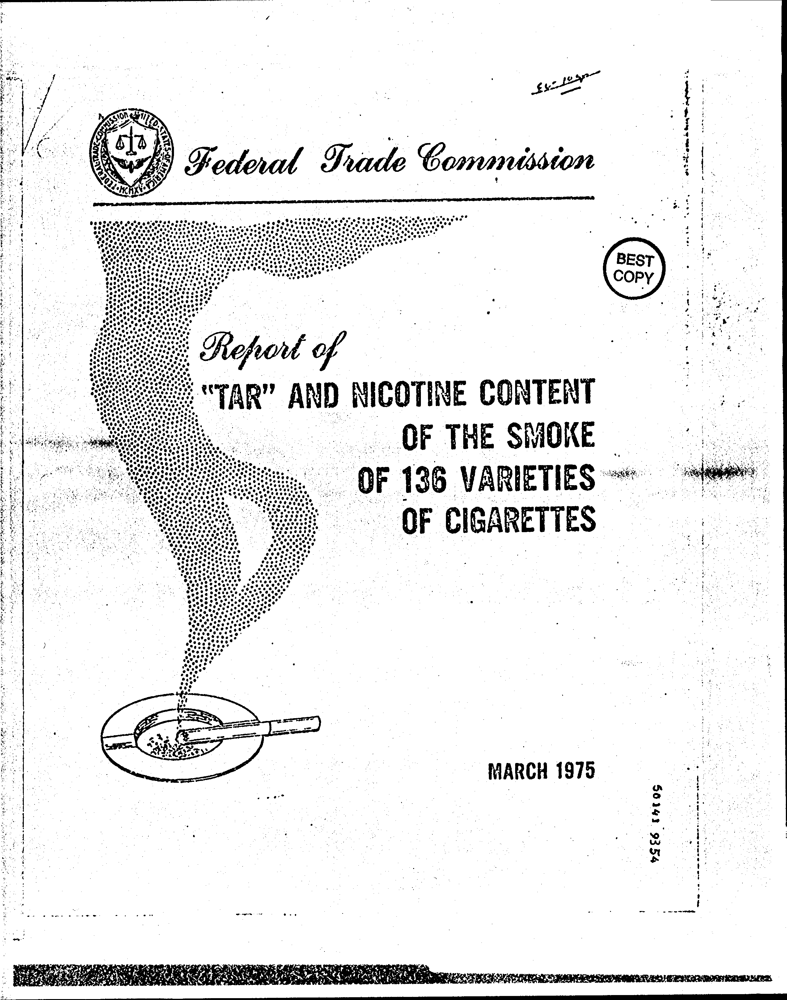 Federal Trade Commission
BEST
COPY
Report of
"TAR" AND NICOTINE CONTENT
OF THE SMOKE
OF 136 VARIETIES
OF CIGARETTES
MARCH 1975
50141 9354